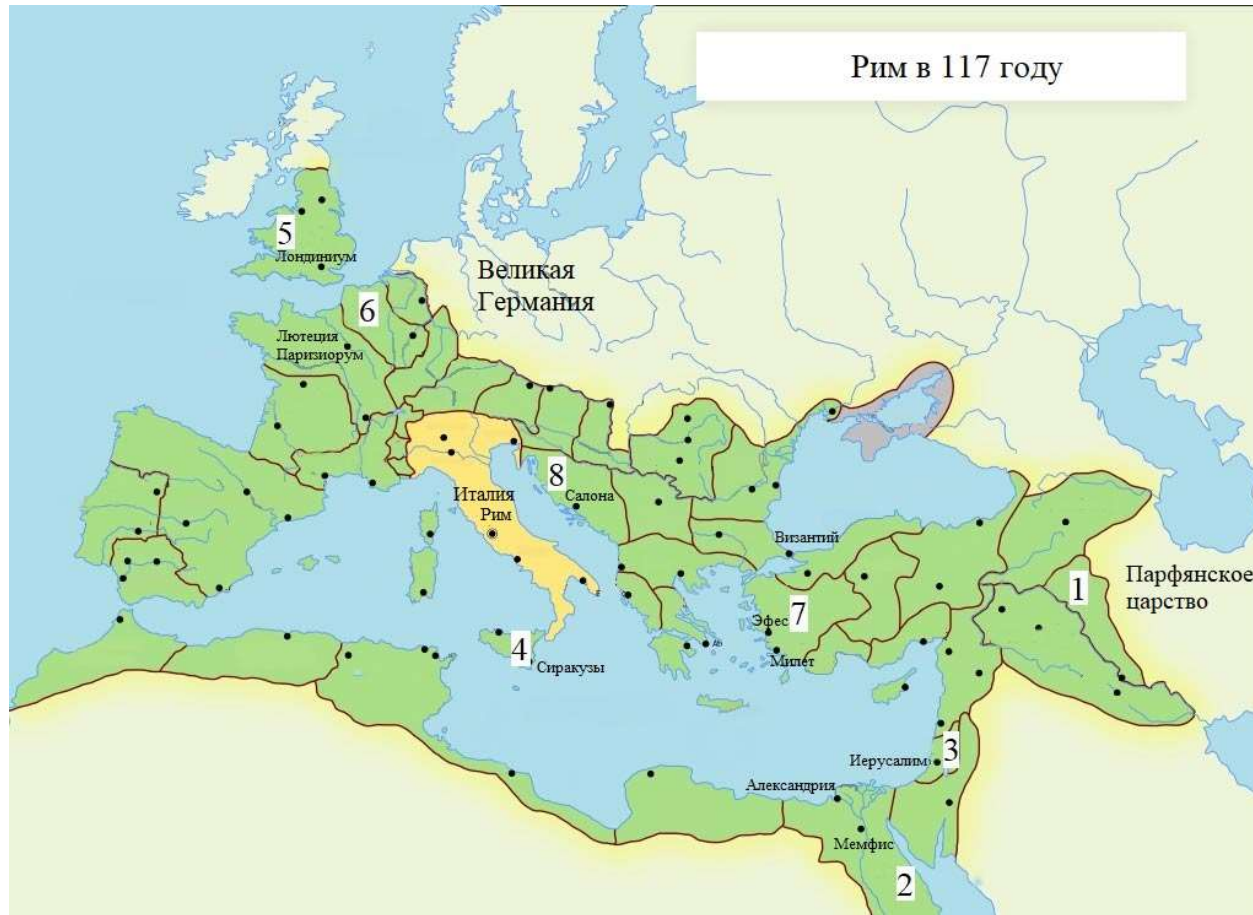 Рим в 117 году
5
Лондиниум
Великая
Германия
6
Лютеция
Паризиорум
8
Салона
Италия
Рим
Византий
1
Парфянское
царство
7
Эфес
Милет
4
Сиракузы
3
Иерусалим
Александрия
Мемфис
2